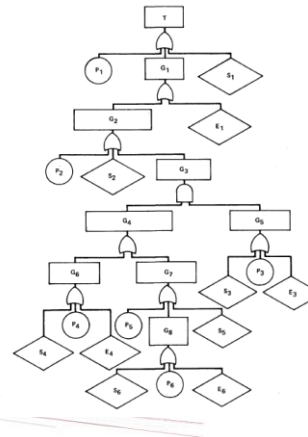 T
P1 G1 S1
G2 E1
P2 S2 G3
G4 G5
G6 G7 S3 P3 E3
S4 P4 E4 P5 G8 S5
S6 P6 E6